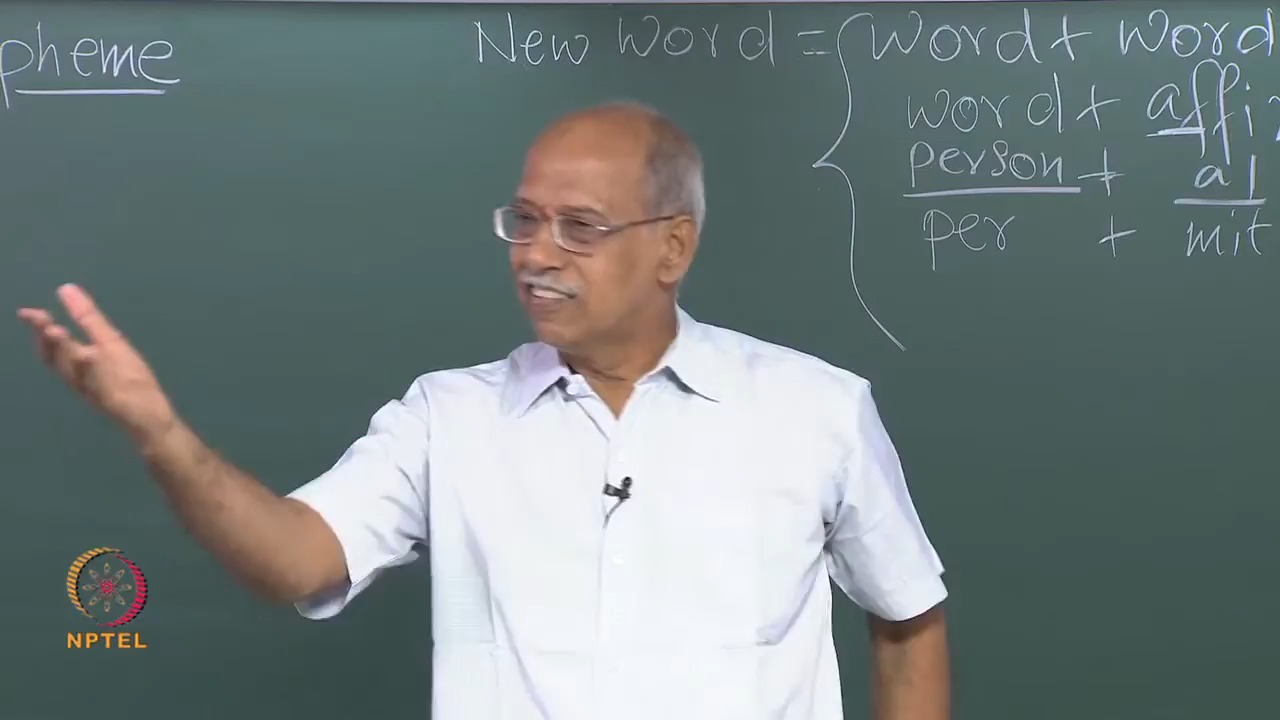 pheme
New Word = { Word + Word
word + affi
person + al
per + mit
NPTEL